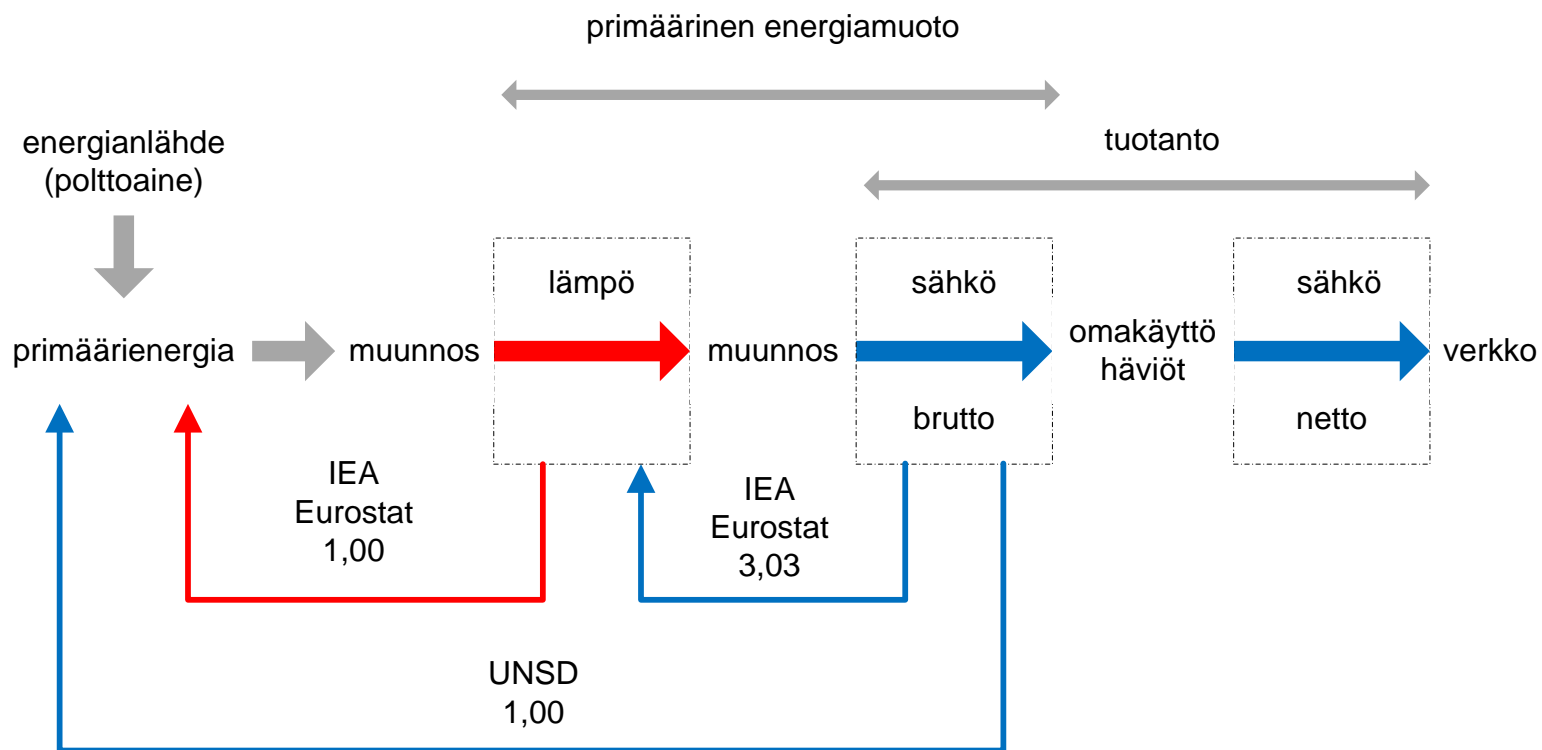 primäärinen energiamuoto
tuotanto
energianlähde
(polttoaine)
lämpö
sähkö
sähkö
primäärienergia
muunnos
muunnos
omakäyttö
häviöt
verkko
brutto
netto
IEA
Eurostat
1,00
IEA
Eurostat
3,03
UNSD
1,00